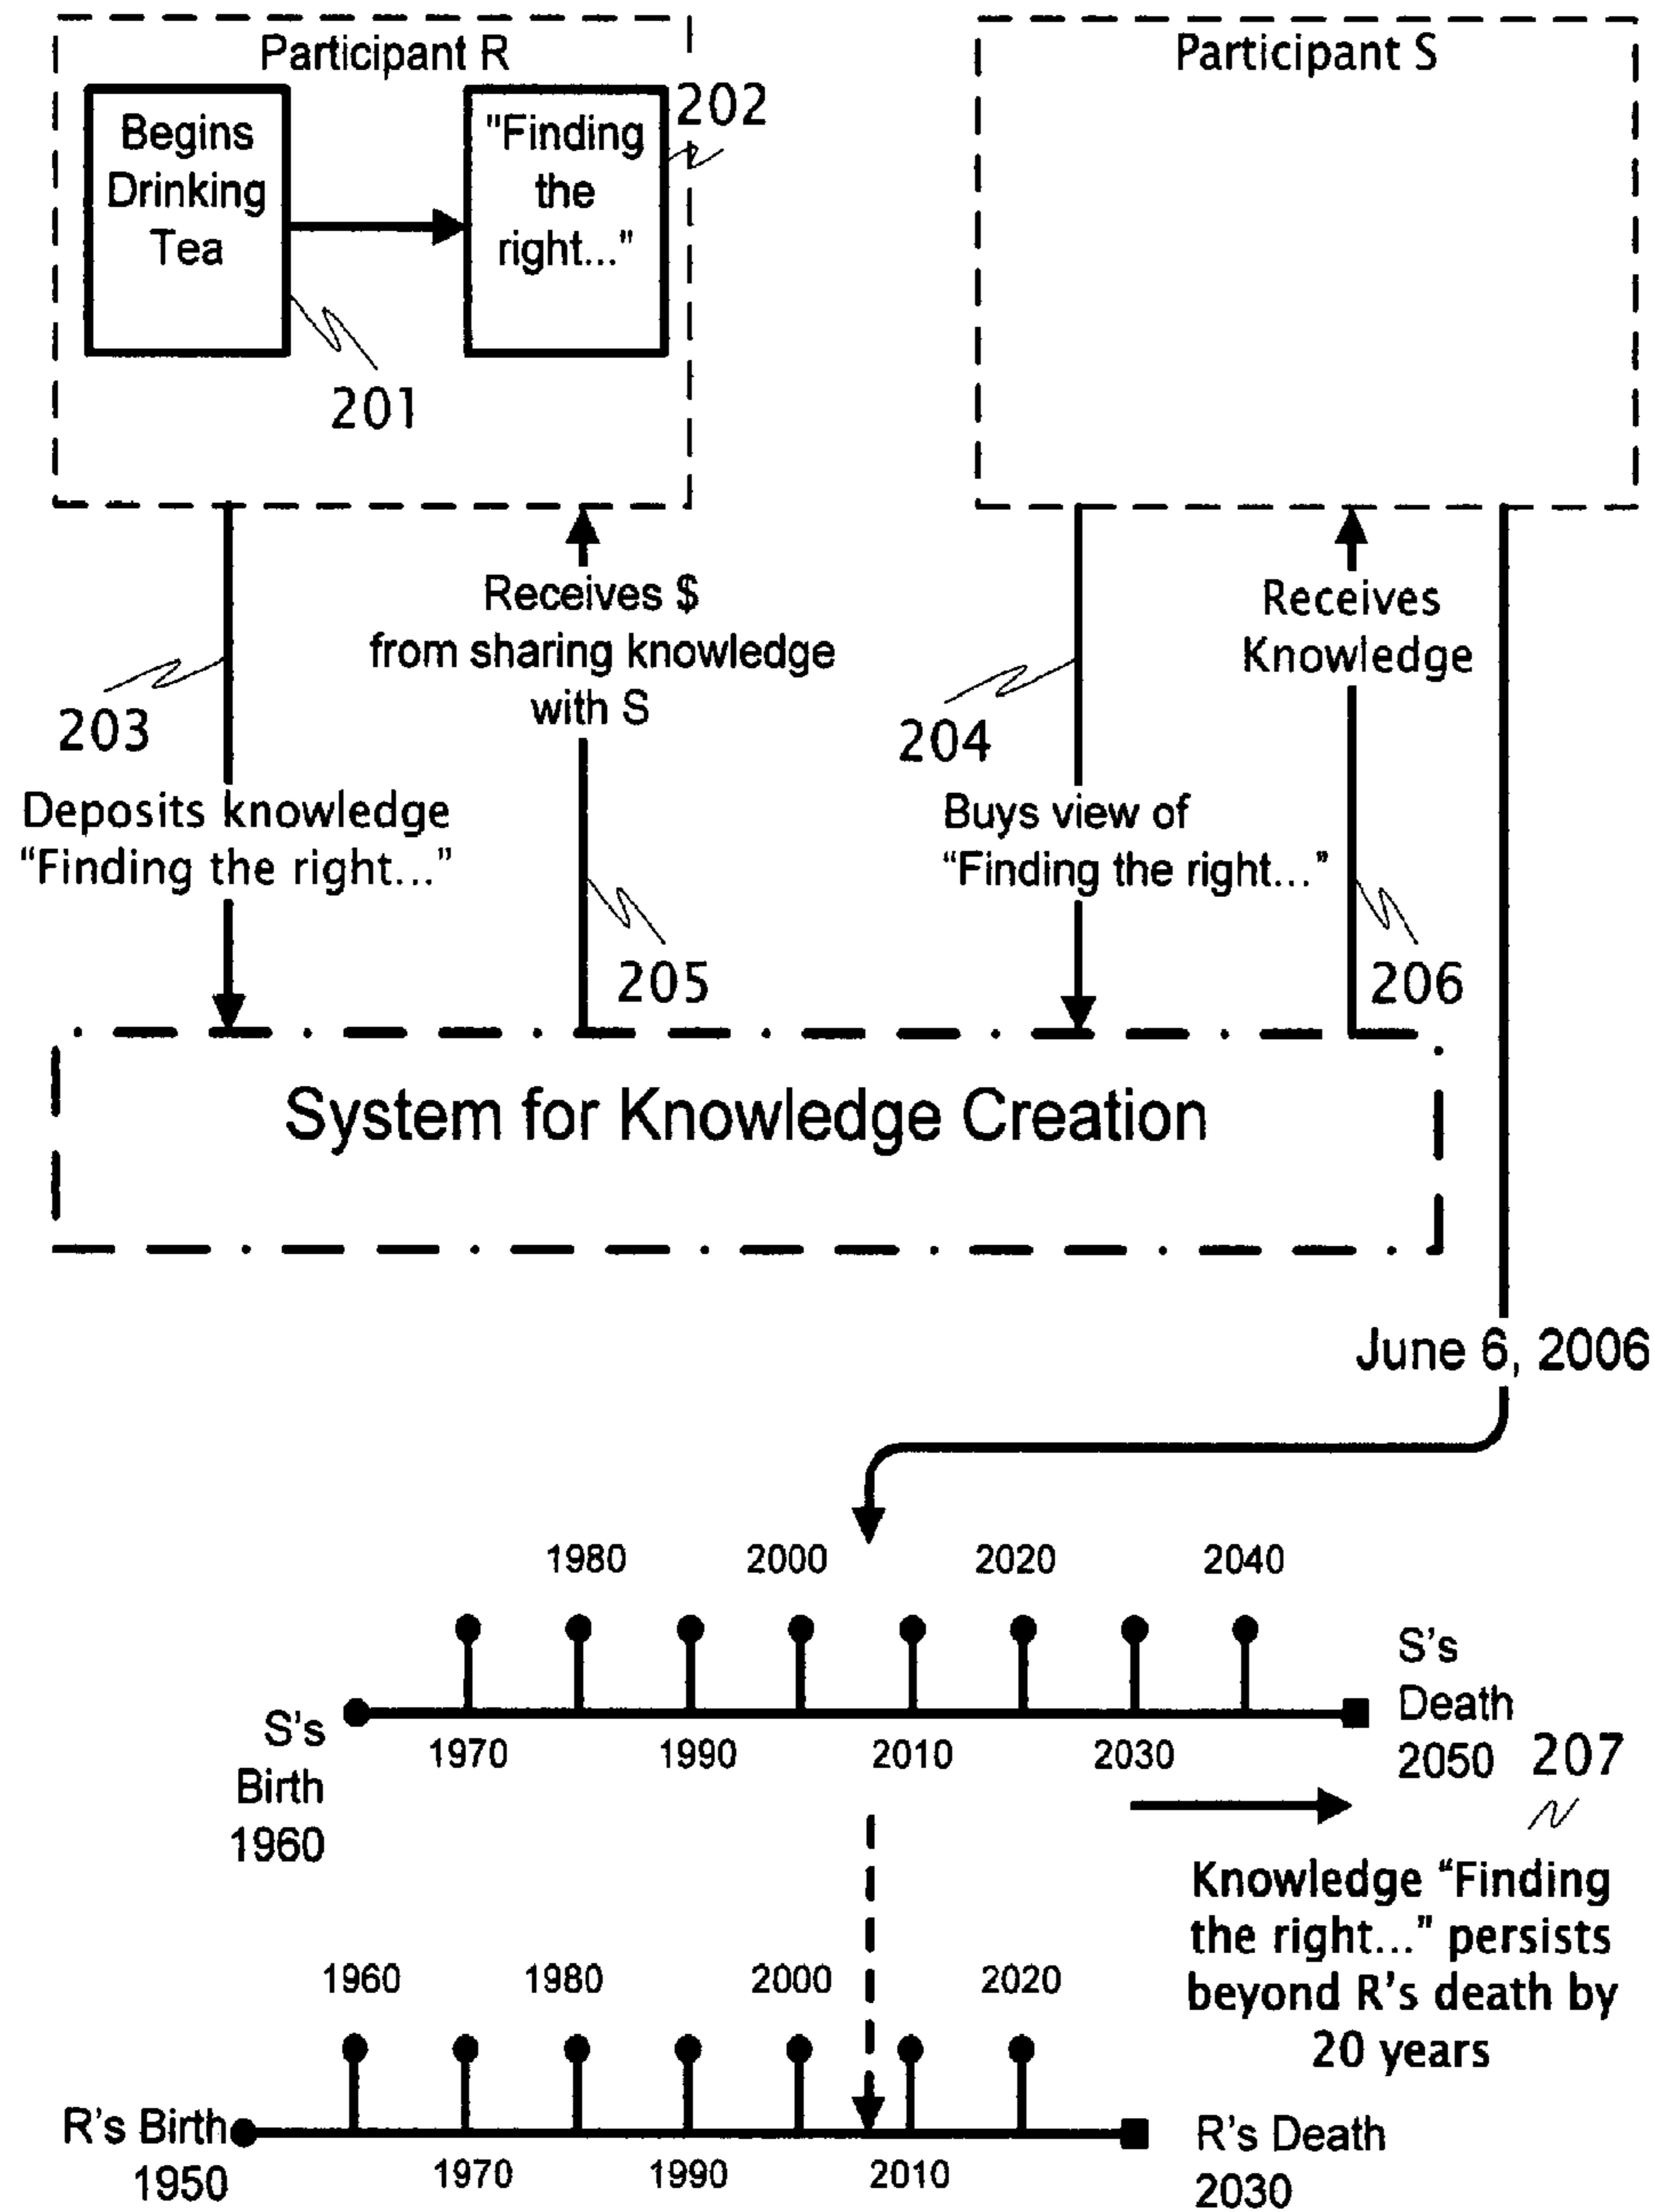 Participant R
Begins
Drinking
Tea
201
"Finding
the
right..."
202
Participant S
203
Deposits knowledge
“Finding the right...”
Receives $
from sharing knowledge
with S
205
204
Buys view of
“Finding the right...”
Receives
Knowledge
206
System for Knowledge Creation
June 6, 2006
1980 2000 2020 2040
S's
Birth
1960
1970 1990 2010 2030
S's
Death
2050
207
Knowledge “Finding
the right...” persists
beyond R's death by
20 years
1960 1980 2000 2020
R's Birth
1950
1970 1990 2010
R's Death
2030